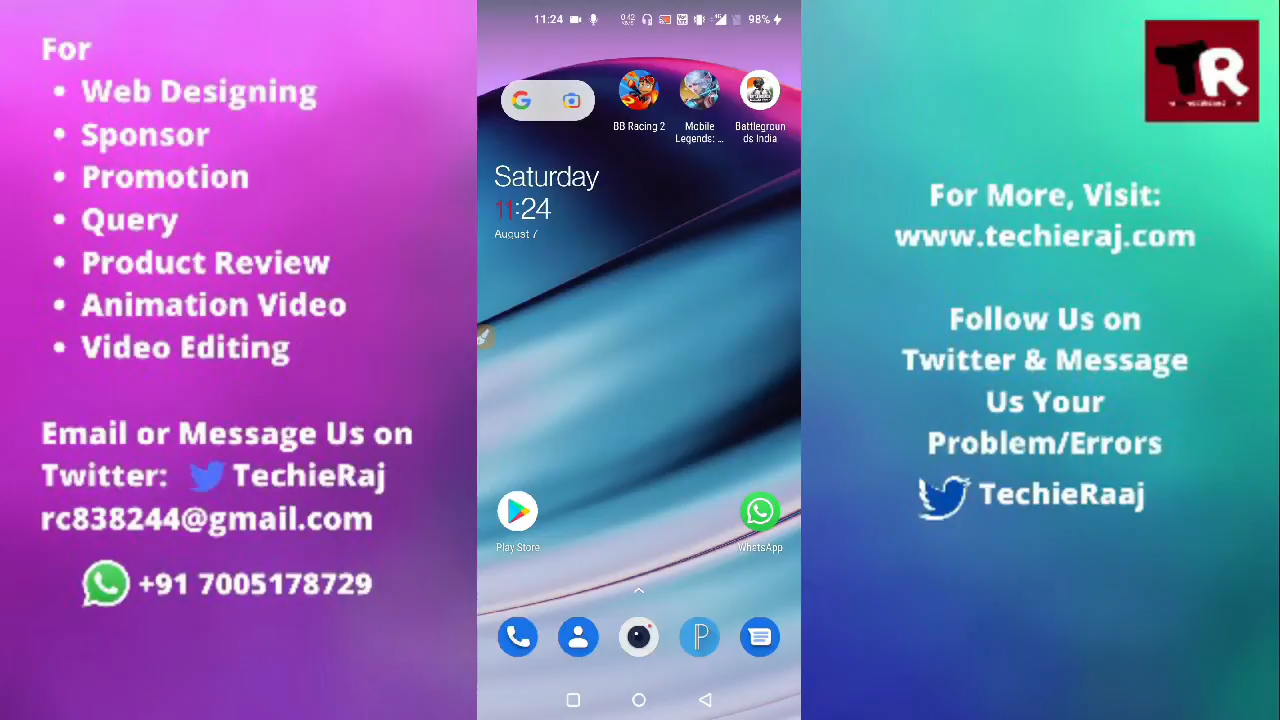 For
• Web Designing
• Sponsor
• Promotion
• Query
• Product Review
• Animation Video
• Video Editing
Email or Message Us on
Twitter: TechieRaj
rc838244@gmail.com
+91 7005178729
11:24
98%
BB Racing 2
Mobile
Legends: ...
Battlegroun
ds India
Saturday
11:24
August 7
Play Store
WhatsApp
TR
For More, Visit:
www.techieraj.com
Follow Us on
Twitter & Message
Us Your
Problem/Errors
TechieRaaj